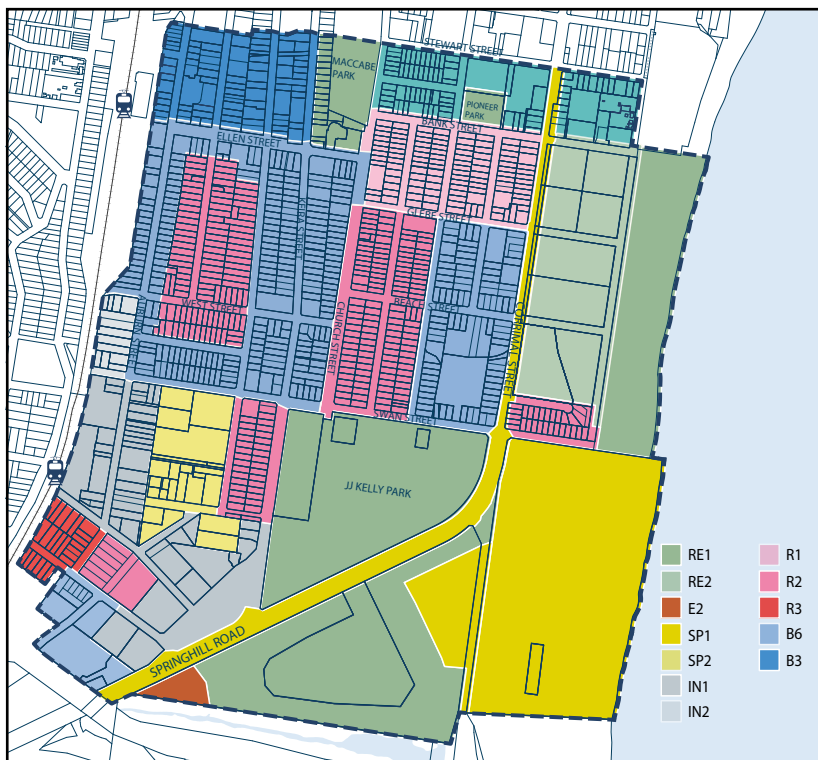 STEWART STREET
MACCABE
PARK
PIONEER
PARK
BANK STREET
ELLEN STREET
KEIRA STREET
GLEBE STREET
WEST STREET
BEACH STREET
AUBURN STREET
CHURCH STREET
CORRIMAL STREET
SWAN STREET
JJ KELLY PARK
SPRINGHILL ROAD
RE1
RE2
E2
SP1
SP2
IN1
IN2
R1
R2
R3
B6
B3